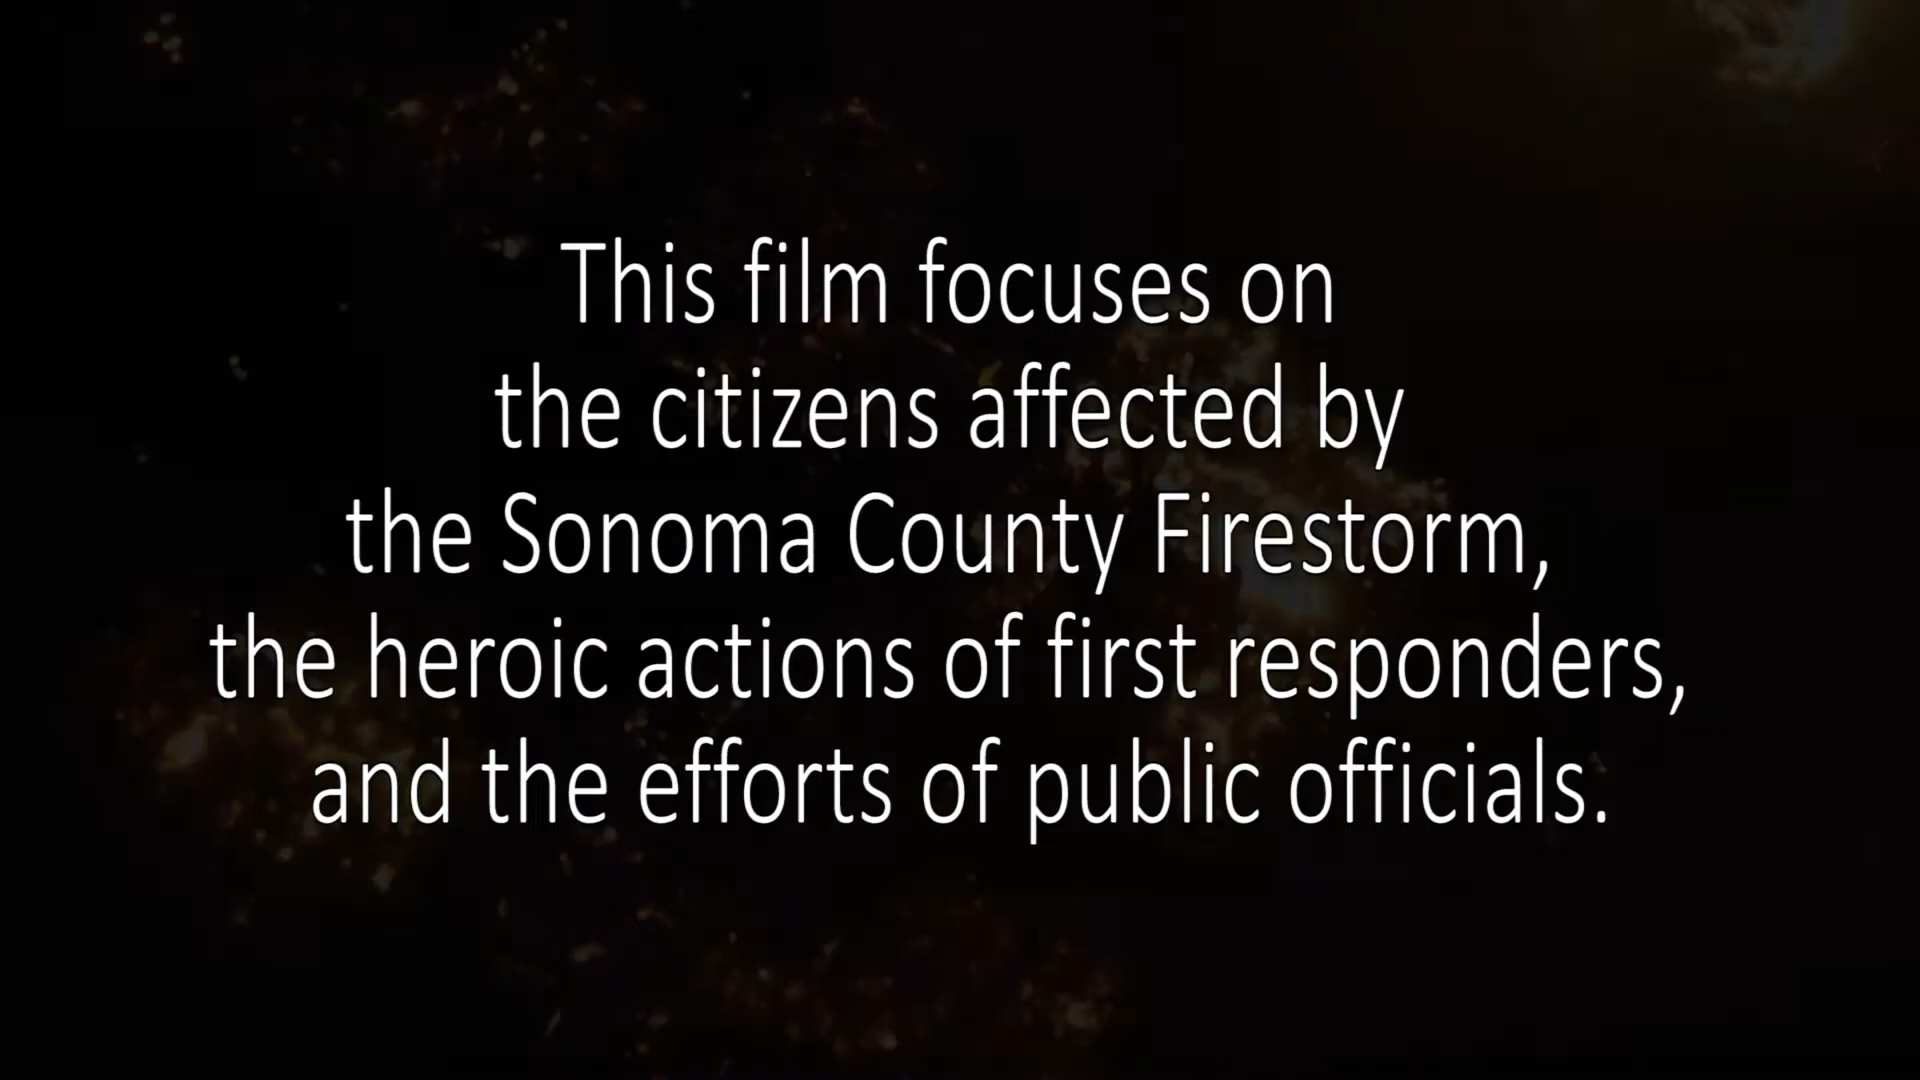 This film focuses on
the citizens affected by
the Sonoma County Firestorm,
the heroic actions of first responders,
and the efforts of public officials.